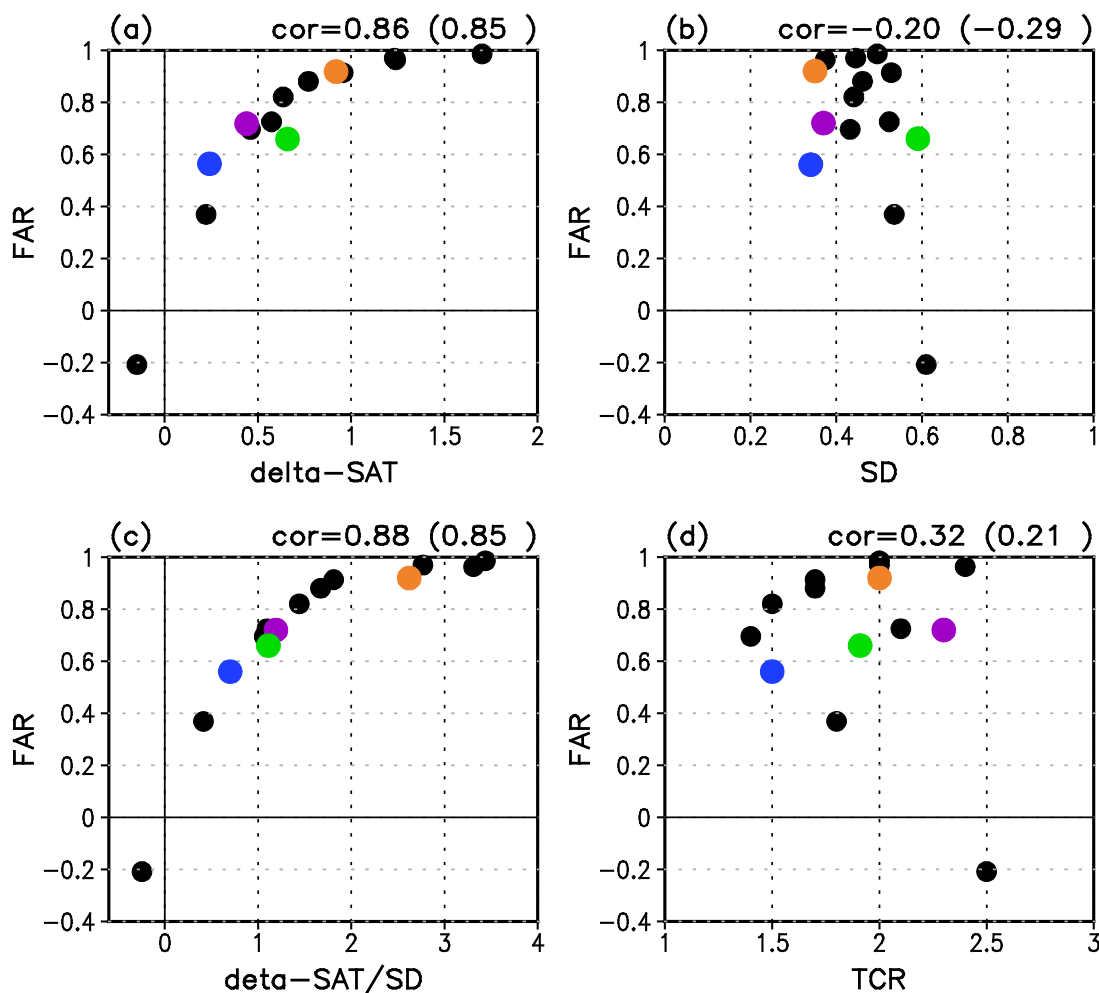 (a) cor=0.86 (0.85 )
1
0.8
0.6
0.4
0.2
0
−0.2
−0.4
FAR
0 0.5 1 1.5 2
delta−SAT
(b) cor=−0.20 (−0.29 )
1
0.8
0.6
0.4
0.2
0
−0.2
−0.4
FAR
0 0.2 0.4 0.6 0.8 1
SD
(c) cor=0.88 (0.85 )
1
0.8
0.6
0.4
0.2
0
−0.2
−0.4
FAR
0 1 2 3 4
deta−SAT/SD
(d) cor=0.32 (0.21 )
1
0.8
0.6
0.4
0.2
0
−0.2
−0.4
FAR
1 1.5 2 2.5 3
TCR